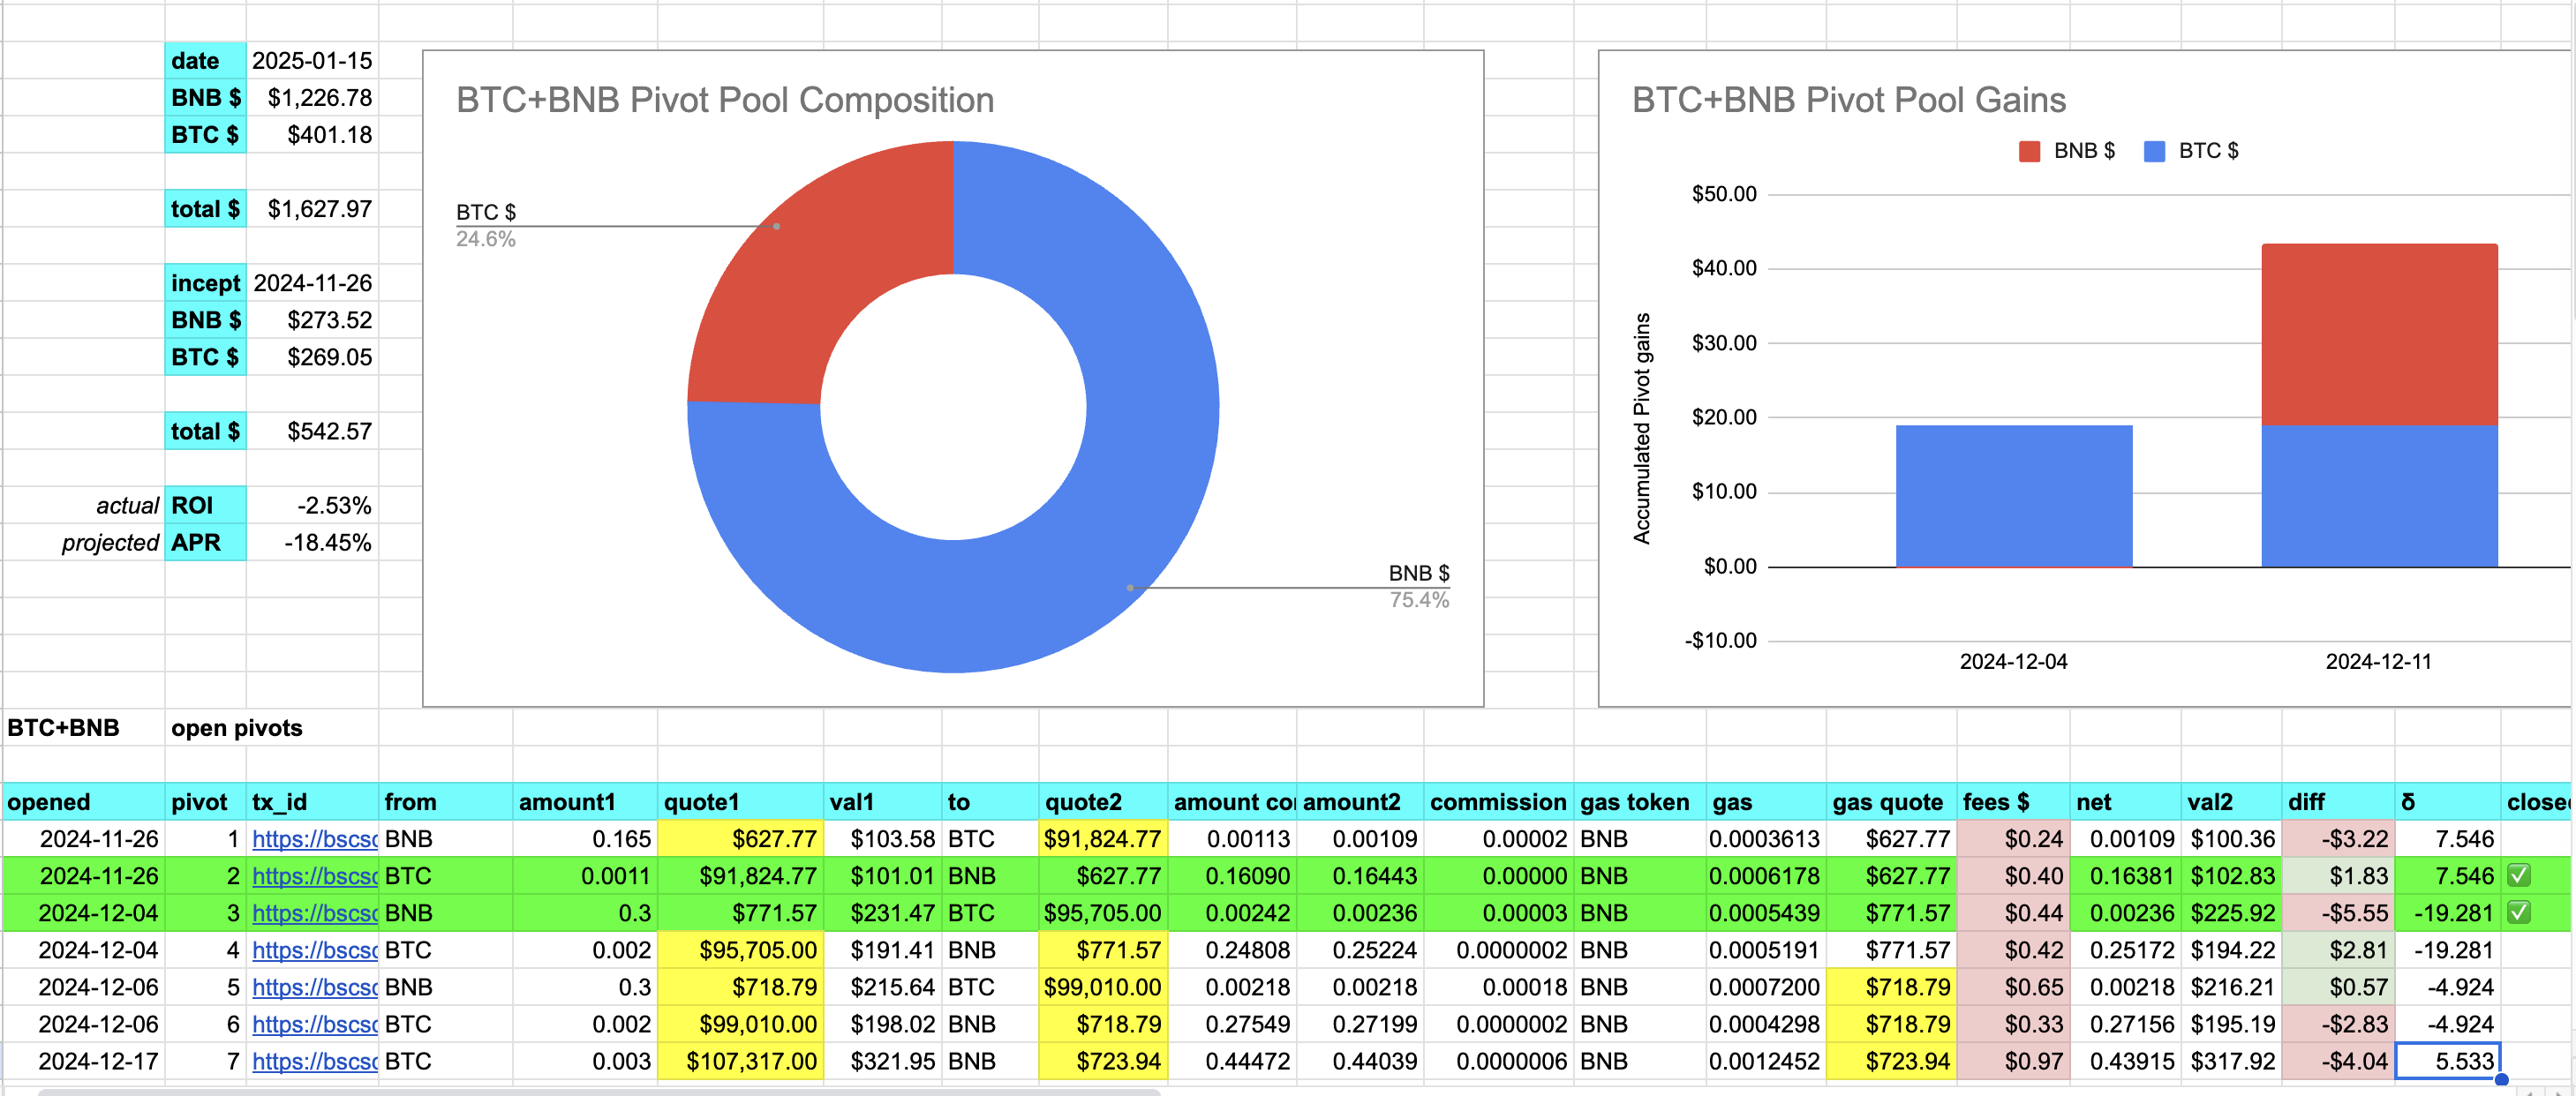 date 2025-01-15
BNB $ $1,226.78
BTC $ $401.18
total $ $1,627.97
incept 2024-11-26
BNB $ $273.52
BTC $ $269.05
total $ $542.57
actual ROI -2.53%
projected APR -18.45%
BTC+BNB Pivot Pool Composition
BTC $
24.6%
BNB $
75.4%
BTC+BNB Pivot Pool Gains
BNB $ BTC $
Accumulated Pivot gains
$50.00
$40.00
$30.00
$20.00
$10.00
$0.00
-$10.00
2024-12-04 2024-12-11
BTC+BNB open pivots
opened pivot tx_id from amount1 quote1 val1 to quote2 amount co amount2 commission gas token gas gas quote fees $ net val2 diff δ close
2024-11-26 1 https://bscsc BNB 0.165 $627.77 $103.58 BTC $91,824.77 0.00113 0.00109 0.00002 BNB 0.0003613 $627.77 $0.24 0.00109 $100.36 -$3.22 7.546
2024-11-26 2 https://bscsc BTC 0.0011 $91,824.77 $101.01 BNB $627.77 0.16090 0.16443 0.00000 BNB 0.0006178 $627.77 $0.40 0.16381 $102.83 $1.83 7.546 ✅
2024-12-04 3 https://bscsc BNB 0.3 $771.57 $231.47 BTC $95,705.00 0.00242 0.00236 0.00003 BNB 0.0005439 $771.57 $0.44 0.00236 $225.92 -$5.55 -19.281 ✅
2024-12-04 4 https://bscsc BTC 0.002 $95,705.00 $191.41 BNB $771.57 0.24808 0.25224 0.0000002 BNB 0.0005191 $771.57 $0.42 0.25172 $194.22 $2.81 -19.281
2024-12-06 5 https://bscsc BNB 0.3 $718.79 $215.64 BTC $99,010.00 0.00218 0.00218 0.00018 BNB 0.0007200 $718.79 $0.65 0.00218 $216.21 $0.57 -4.924
2024-12-06 6 https://bscsc BTC 0.002 $99,010.00 $198.02 BNB $718.79 0.27549 0.27199 0.0000002 BNB 0.0004298 $718.79 $0.33 0.27156 $195.19 -$2.83 -4.924
2024-12-17 7 https://bscsc BTC 0.003 $107,317.00 $321.95 BNB $723.94 0.44472 0.44039 0.0000006 BNB 0.0012452 $723.94 $0.97 0.43915 $317.92 -$4.04 5.533